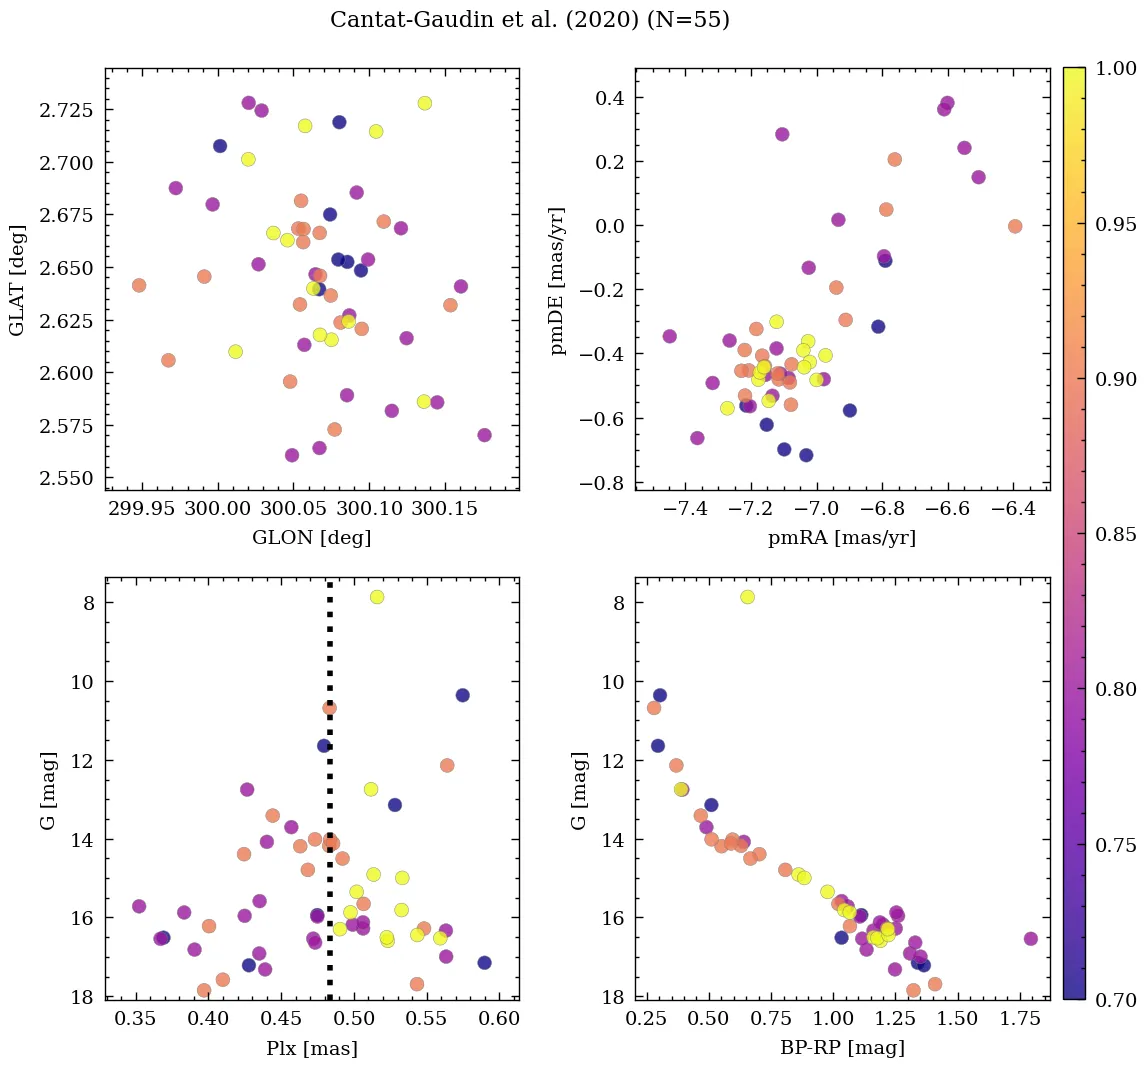 Cantat-Gaudin et al. (2020) (N=55)
2.725
2.700
2.675
2.650
2.625
2.600
2.575
2.550
GLAT [deg]
299.95 300.00 300.05 300.10 300.15
GLON [deg]
0.4
0.2
0.0
−0.2
−0.4
−0.6
−0.8
pmDE [mas/yr]
−7.4 −7.2 −7.0 −6.8 −6.6 −6.4
pmRA [mas/yr]
8
10
12
14
16
18
G [mag]
0.35 0.40 0.45 0.50 0.55 0.60
Plx [mas]
8
10
12
14
16
18
G [mag]
0.25 0.50 0.75 1.00 1.25 1.50 1.75
BP-RP [mag]
1.00
0.95
0.90
0.85
0.80
0.75
0.70